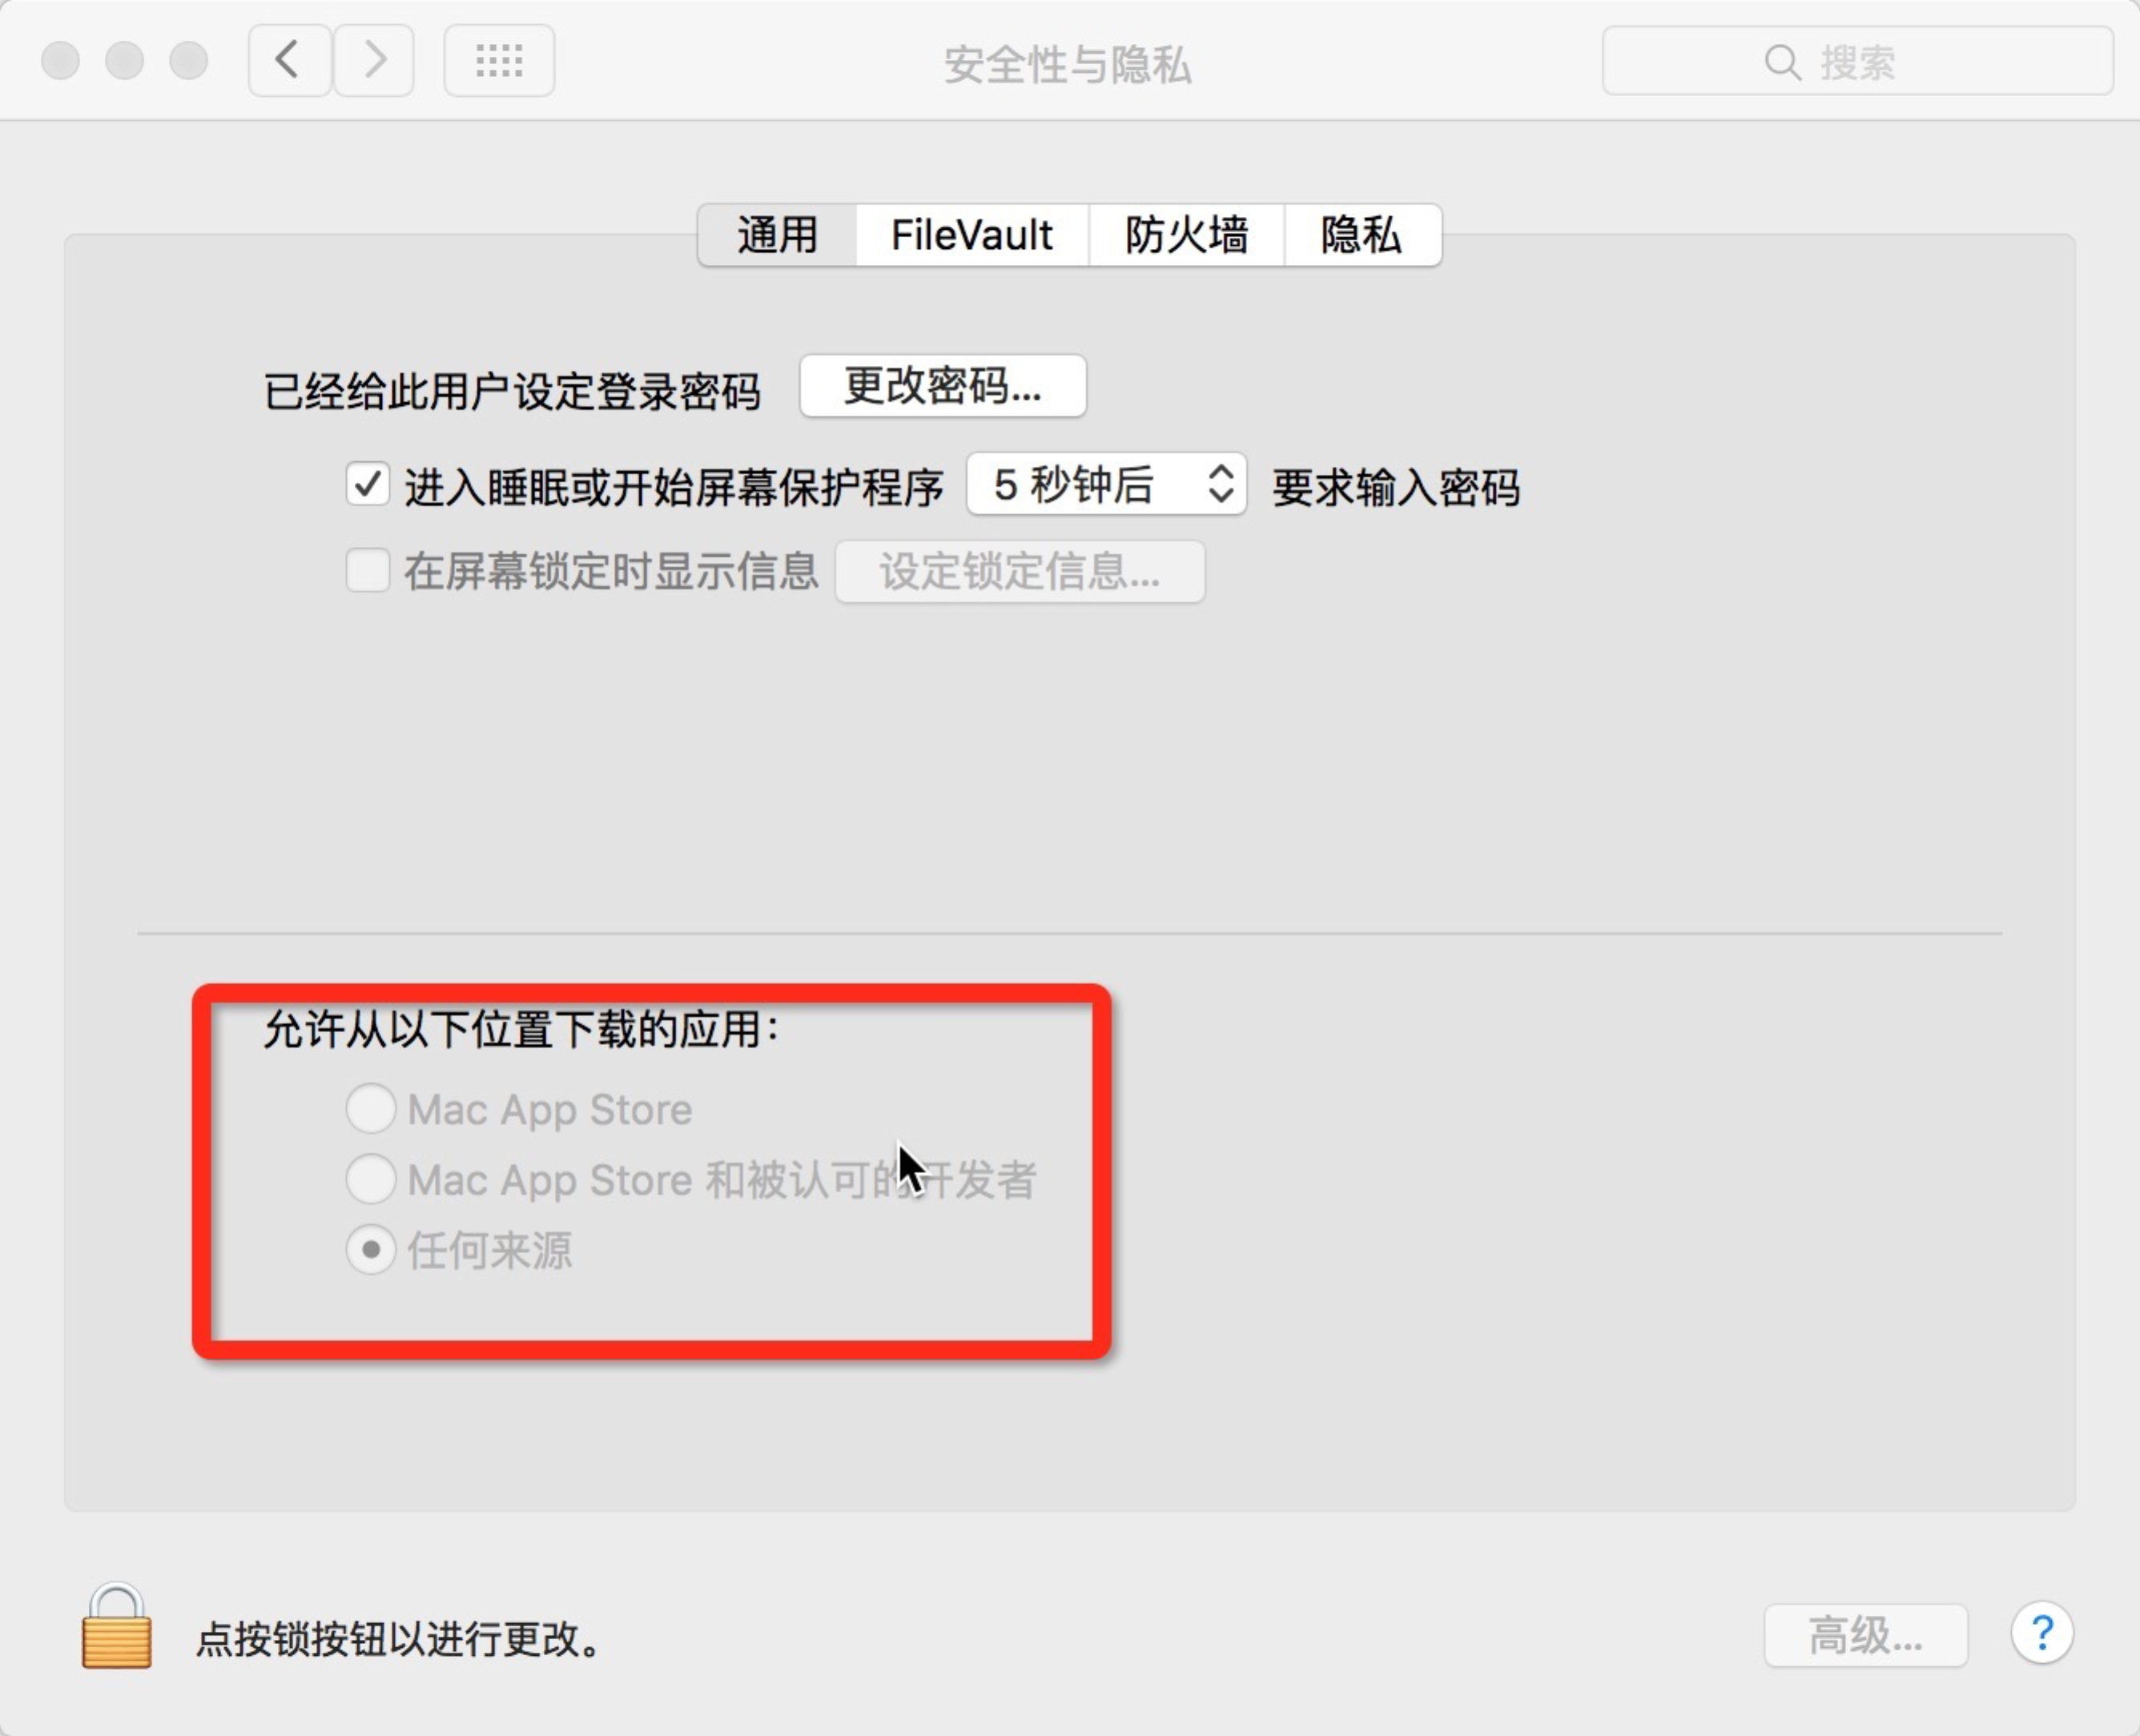 安全性与隐私
搜索
通用 FileVault 防火墙 隐私
已经给此用户设定登录密码 更改密码...
进入睡眠或开始屏幕保护程序 5 秒钟后 要求输入密码
在屏幕锁定时显示信息 设定锁定信息...
允许从以下位置下载的应用：
Mac App Store
Mac App Store 和被认可的开发者
任何来源
点按锁按钮以进行更改。
高级... ?